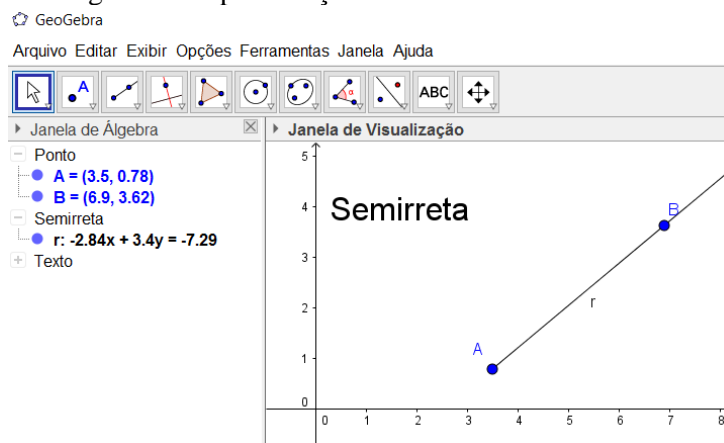 GeoGebra
Arquivo Editar Exibir Opções Ferramentas Janela Ajuda
A
α
ABC
Janela de Álgebra
Janela de Visualização
Ponto
A = (3.5, 0.78)
B = (6.9, 3.62)
Semirreta
r: -2.84x + 3.4y = -7.29
Texto
5
4
3
2
1
0
Semirreta
B
r
A
0 1 2 3 4 5 6 7 8